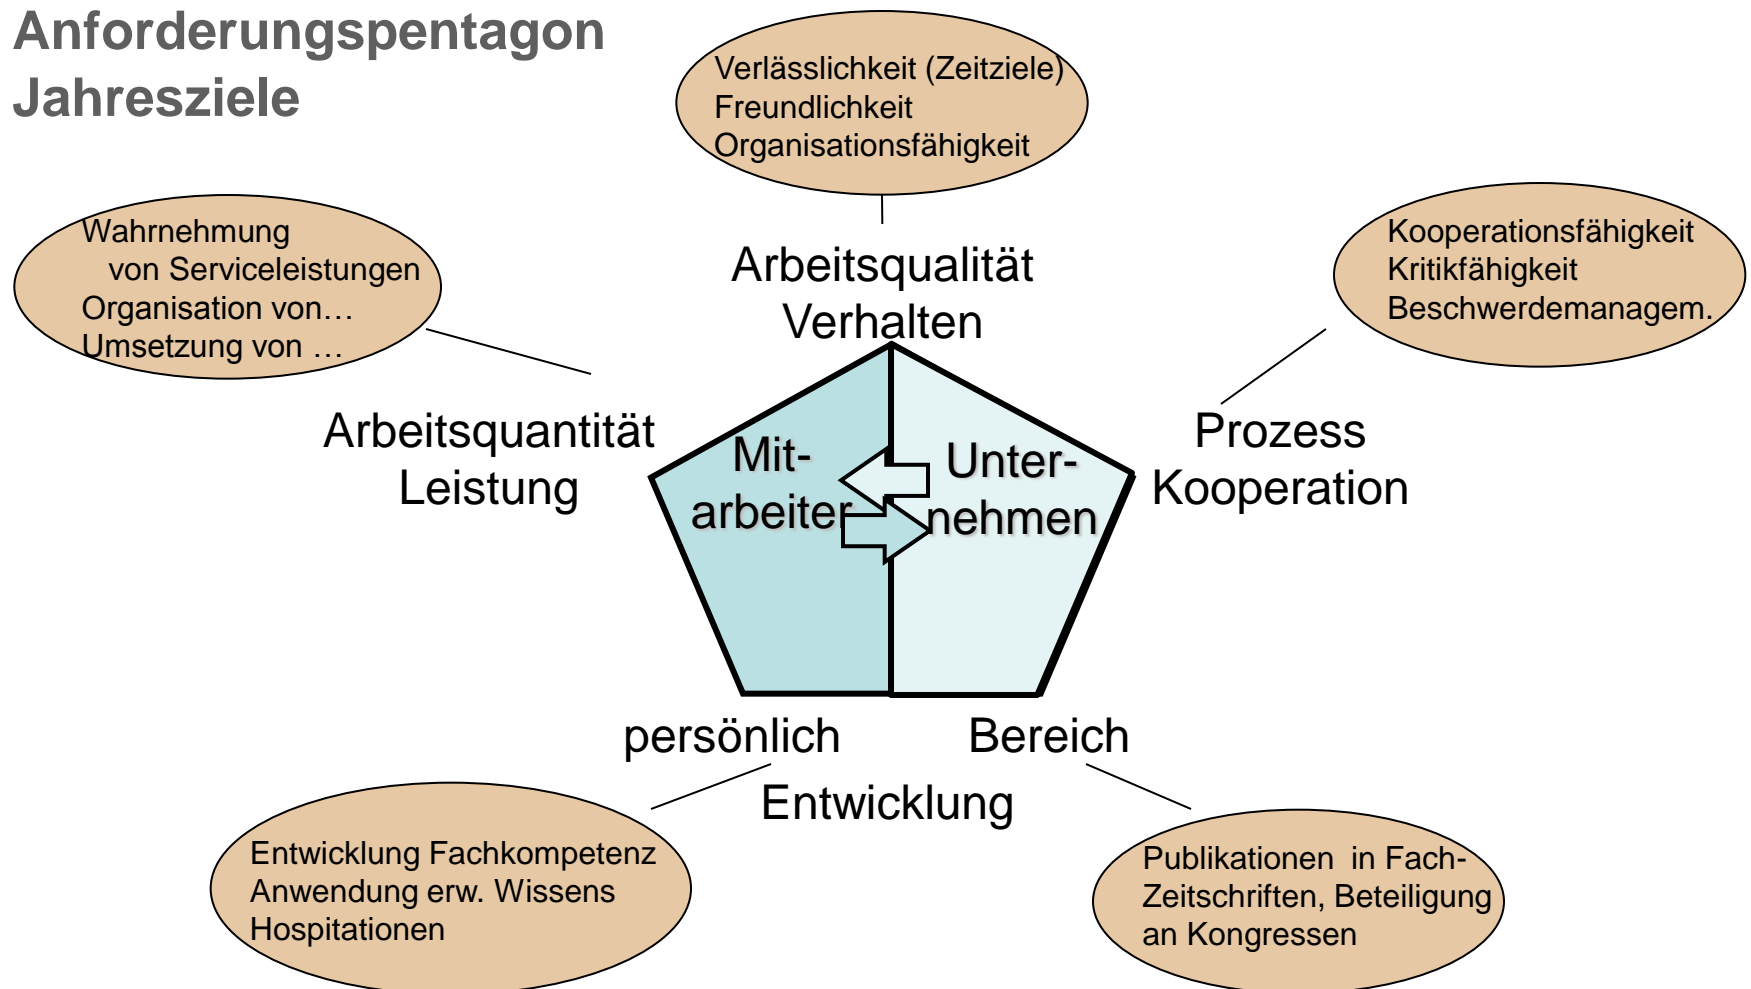 Anforderungspentagon
Jahresziele
Verlässlichkeit (Zeitziele)
Freundlichkeit
Organisationsfähigkeit
Wahrnehmung
von Serviceleistungen
Organisation von…
Umsetzung von …
Kooperationsfähigkeit
Kritikfähigkeit
Beschwerdemanagem.
Arbeitsqualität
Verhalten
Arbeitsquantität
Leistung
Prozess
Kooperation
Mit-
arbeiter
Unter-
nehmen
persönlich
Bereich
Entwicklung
Entwicklung Fachkompetenz
Anwendung erw. Wissens
Hospitationen
Publikationen in Fach-
Zeitschriften, Beteiligung
an Kongressen